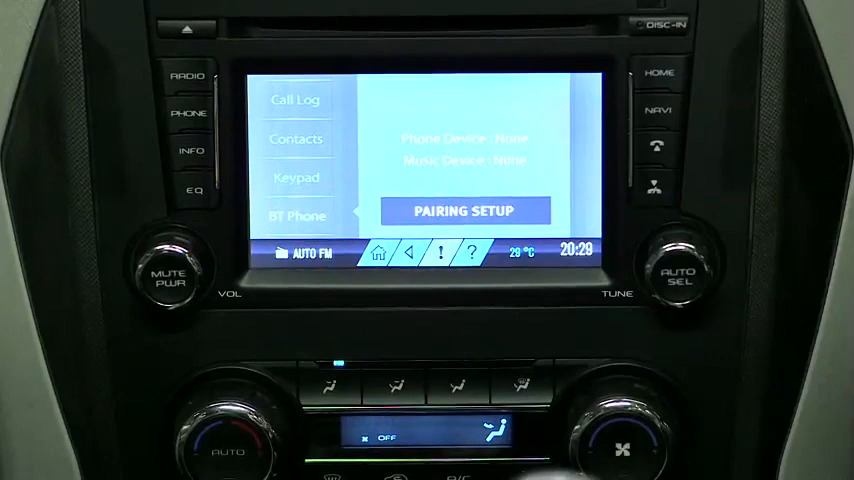 DISC-IN
RADIO
PHONE
INFO
EQ
HOME
NAVI
Call Log
Contacts
Keypad
BT Phone
Phone Device : None
Music Device : None
PAIRING SETUP
AUTO FM
!
?
29 °C
20:29
MUTE
PWR
VOL
TUNE
AUTO
SEL
AUTO
OFF
A/C